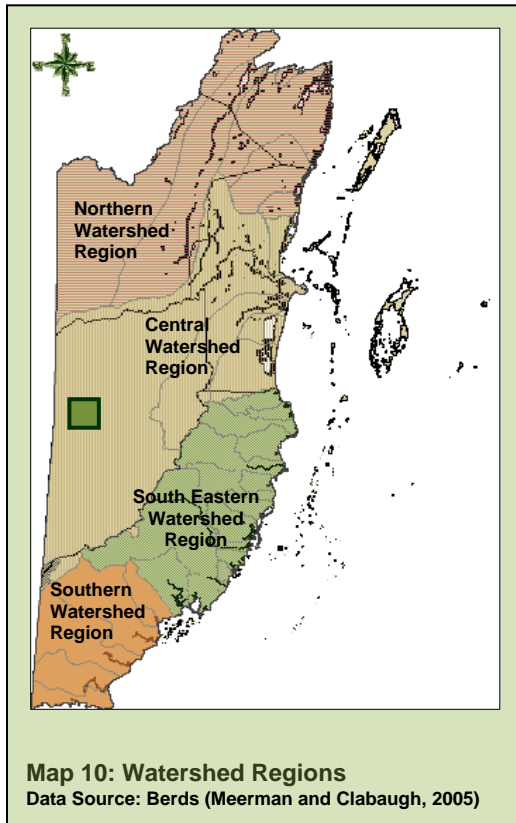 Northern
Watershed
Region
Central
Watershed
Region
South Eastern
Watershed
Region
Southern
Watershed
Region
Map 10: Watershed Regions
Data Source: Berds (Meerman and Clabaugh, 2005)